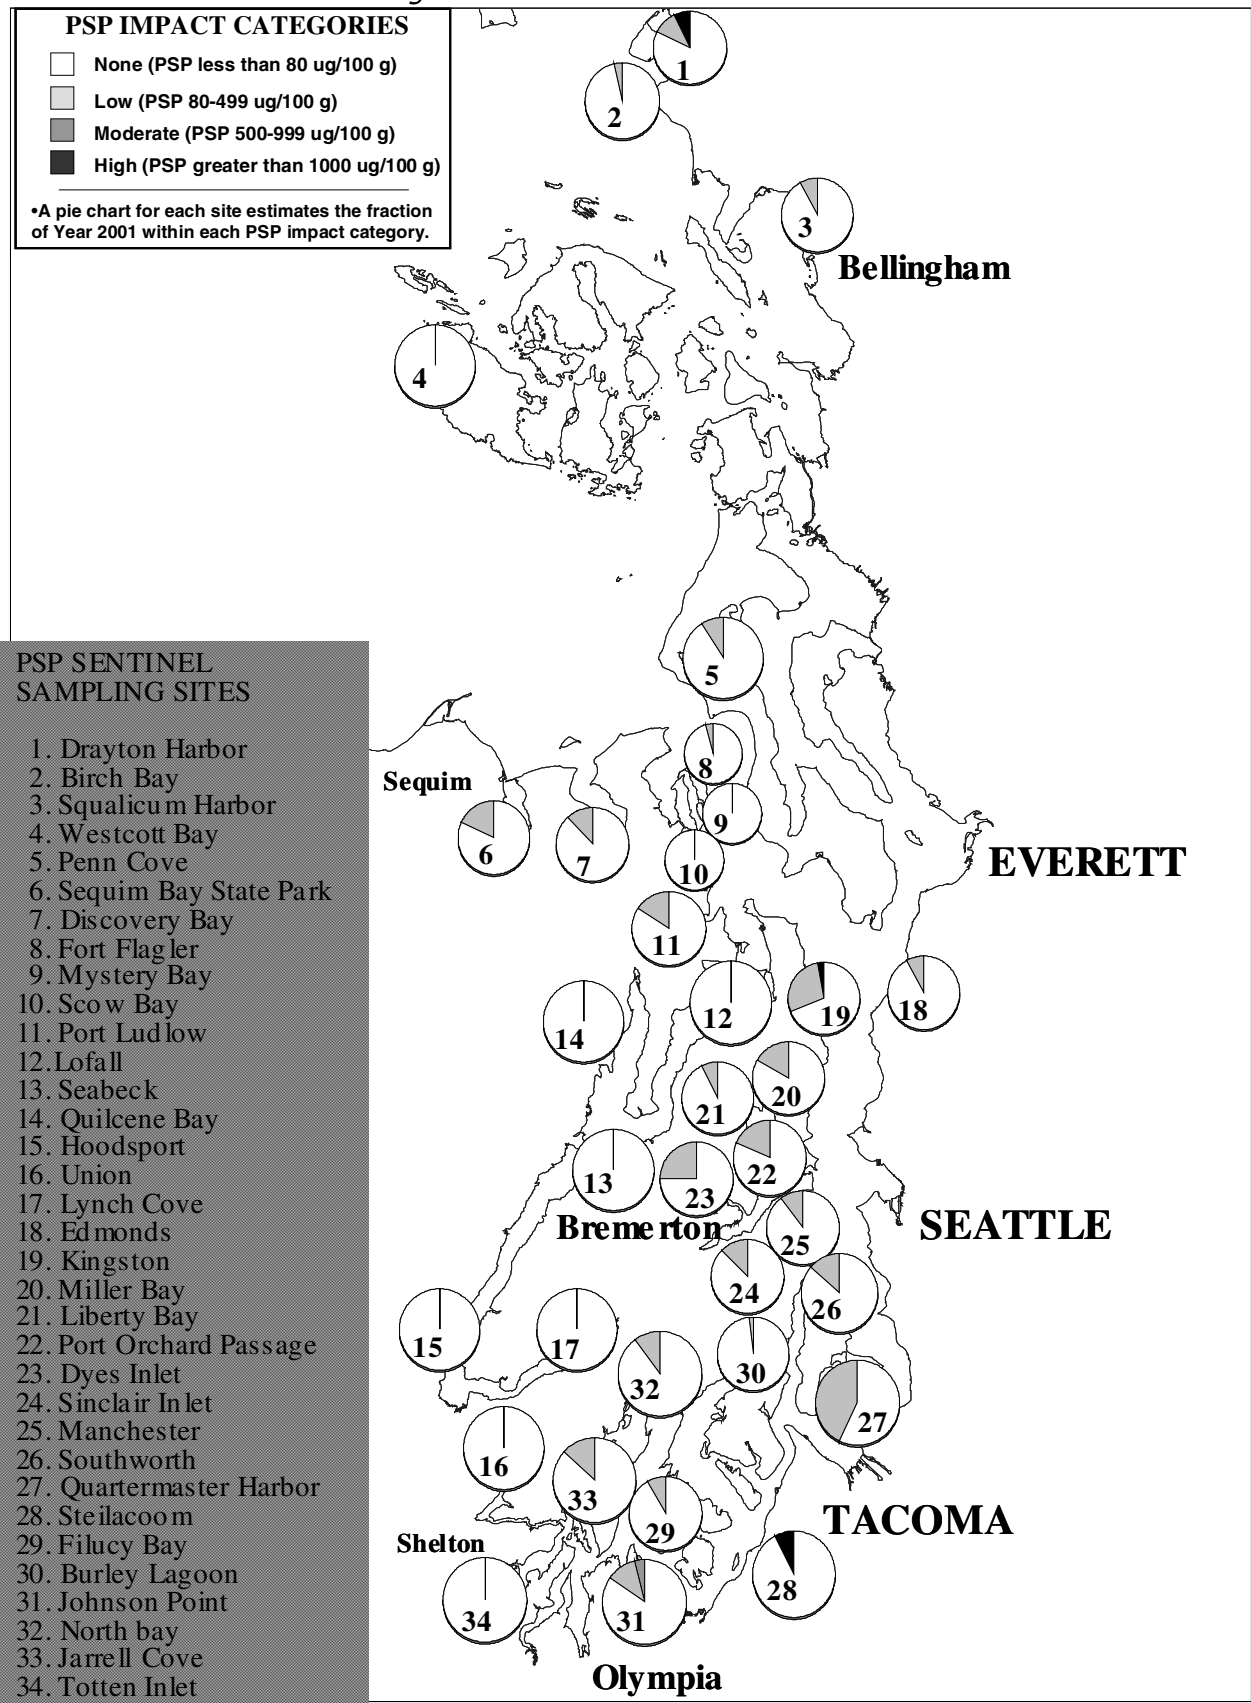 PSP IMPACT CATEGORIES
None (PSP less than 80 ug/100 g)
Low (PSP 80-499 ug/100 g)
Moderate (PSP 500-999 ug/100 g)
High (PSP greater than 1000 ug/100 g)
•A pie chart for each site estimates the fraction
of Year 2001 within each PSP impact category.
1
2
3
Bellingham
4
5
PSP SENTINEL
SAMPLING SITES
1. Drayton Harbor
2. Birch Bay
3. Squalicum Harbor
4. Westcott Bay
5. Penn Cove
6. Sequim Bay State Park
7. Discovery Bay
8. Fort Flagler
9. Mystery Bay
10. Scow Bay
11. Port Ludlow
12.Lofall
13. Seabeck
14. Quilcene Bay
15. Hoodsport
16. Union
17. Lynch Cove
18. Edmonds
19. Kingston
20. Miller Bay
21. Liberty Bay
22. Port Orchard Passage
23. Dyes Inlet
24. Sinclair Inlet
25. Manchester
26. Southworth
27. Quartermaster Harbor
28. Steilacoom
29. Filucy Bay
30. Burley Lagoon
31. Johnson Point
32. North bay
33. Jarrell Cove
34. Totten Inlet
Sequim
8
9
6
7
10
EVERETT
11
12
19
18
14
20
21
22
13
23
Bremerton
SEATTLE
25
24
26
15
17
30
32
27
16
33
29
TACOMA
Shelton
28
34
31
Olympia